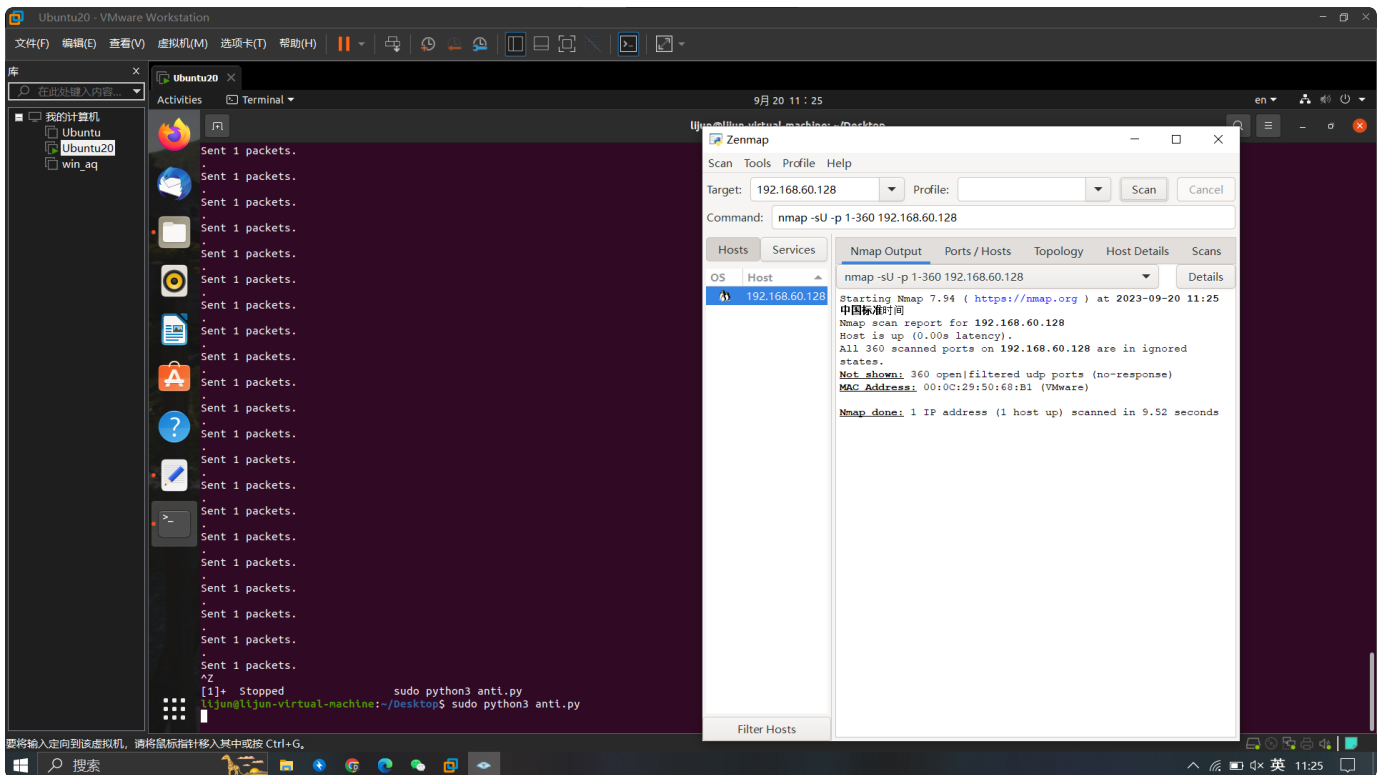 Ubuntu20 - VMware Workstation
文件(F) 编辑(E) 查看(V) 虚拟机(M) 选项卡(T) 帮助(H)
库
在此处键入内容...
我的计算机
Ubuntu
Ubuntu20
win_aq
Ubuntu20
Activities Terminal 9月 20 11：25 en
lijun@lijun-virtual-machine: ~/Desktop
Sent 1 packets.
.
Sent 1 packets.
.
Sent 1 packets.
.
Sent 1 packets.
.
Sent 1 packets.
.
Sent 1 packets.
.
Sent 1 packets.
.
Sent 1 packets.
.
Sent 1 packets.
.
Sent 1 packets.
.
Sent 1 packets.
.
Sent 1 packets.
.
Sent 1 packets.
.
Sent 1 packets.
.
Sent 1 packets.
.
Sent 1 packets.
.
Sent 1 packets.
.
Sent 1 packets.
.
Sent 1 packets.
.
Sent 1 packets.
.
Sent 1 packets.
^Z
[1]+ Stopped sudo python3 anti.py
lijun@lijun-virtual-machine:~/Desktop$ sudo python3 anti.py
Zenmap
Scan Tools Profile Help
Target: 192.168.60.128 Profile: Scan Cancel
Command: nmap -sU -p 1-360 192.168.60.128
Hosts Services
OS Host
192.168.60.128
Filter Hosts
Nmap Output Ports / Hosts Topology Host Details Scans
nmap -sU -p 1-360 192.168.60.128 Details
Starting Nmap 7.94 ( https://nmap.org ) at 2023-09-20 11:25
中国标准时间
Nmap scan report for 192.168.60.128
Host is up (0.00s latency).
All 360 scanned ports on 192.168.60.128 are in ignored
states.
Not shown: 360 open|filtered udp ports (no-response)
MAC Address: 00:0C:29:50:68:B1 (VMware)
Nmap done: 1 IP address (1 host up) scanned in 9.52 seconds
要将输入定向到该虚拟机，请将鼠标指针移入其中或按 Ctrl+G。
搜索
英 11:25